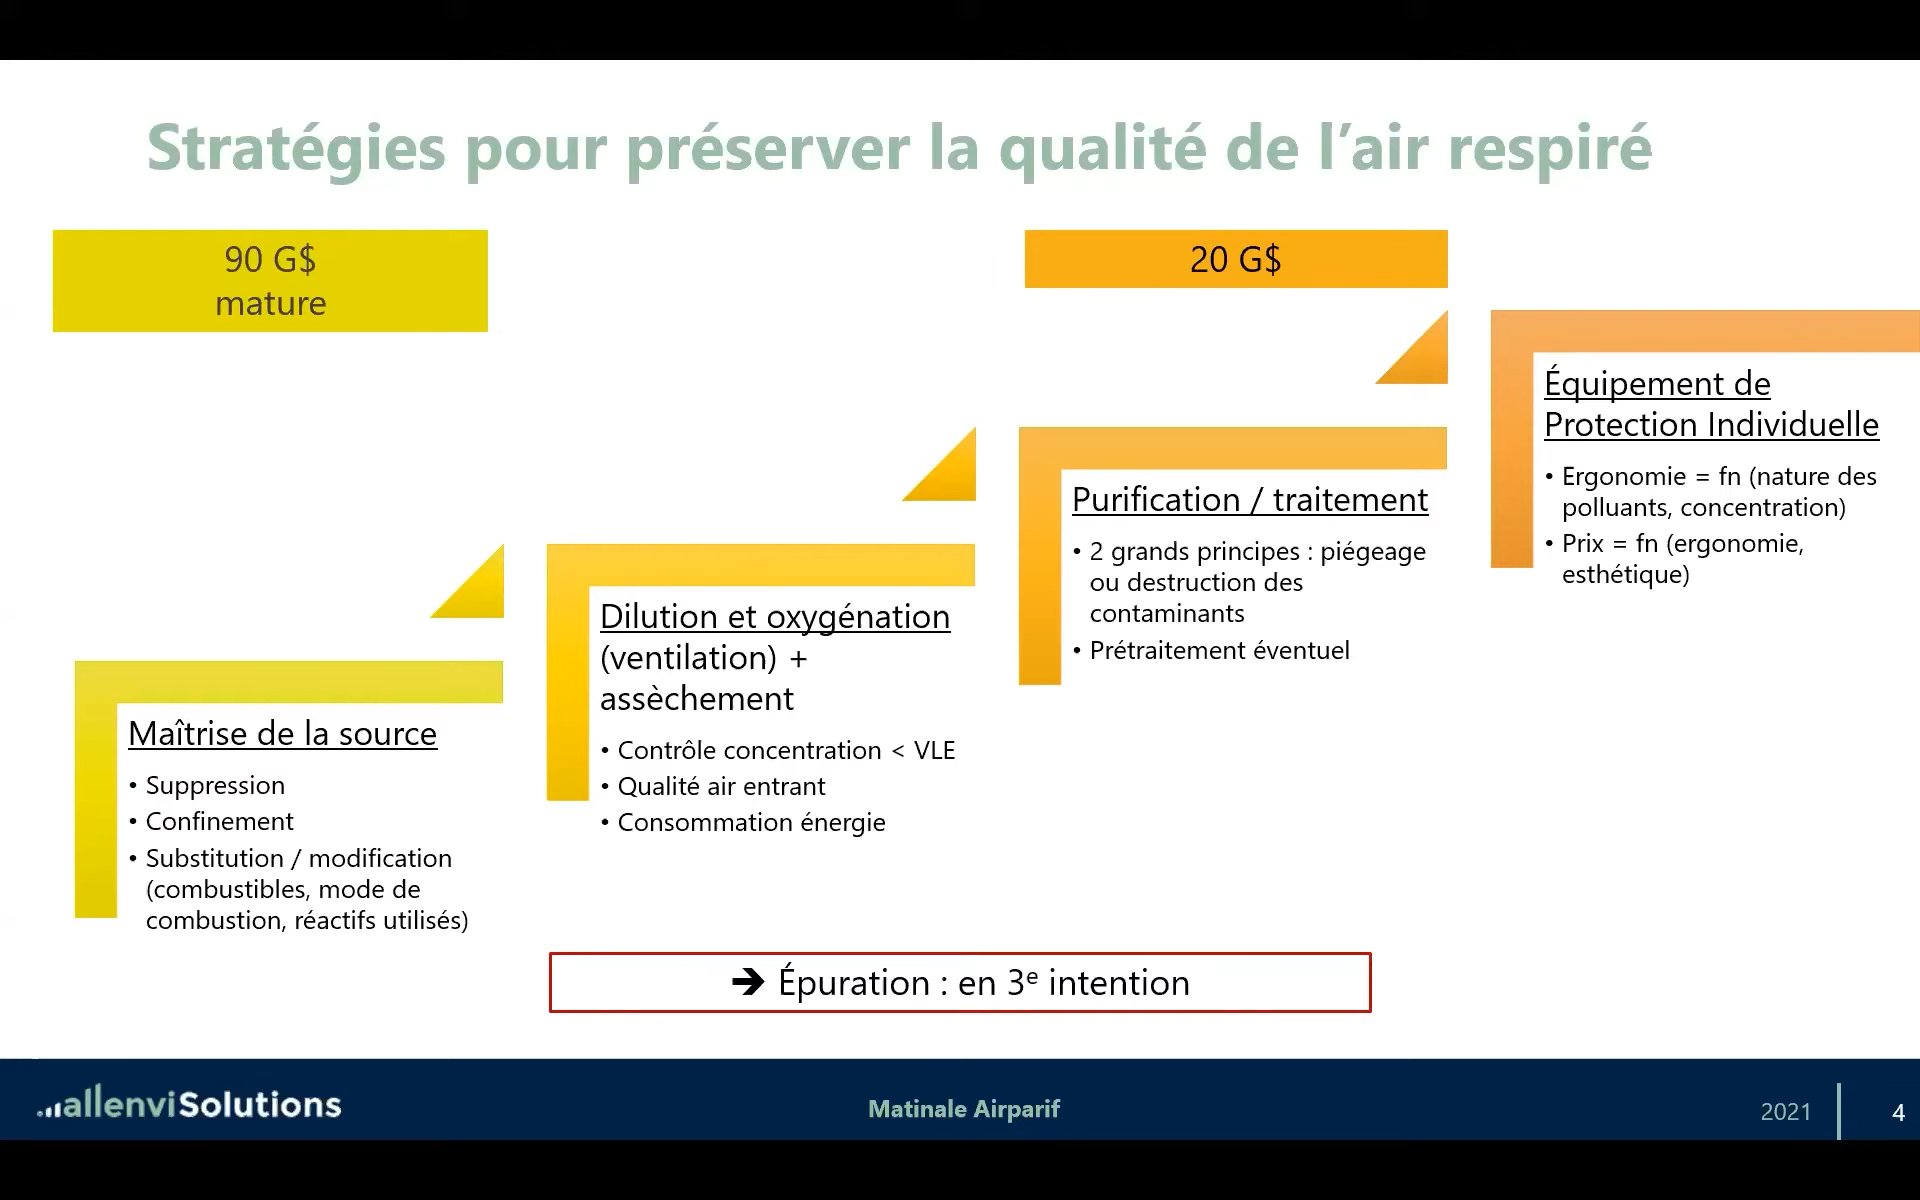 Stratégies pour préserver la qualité de l’air respiré
90 G$
mature
20 G$
Maîtrise de la source
• Suppression
• Confinement
• Substitution / modification
(combustibles, mode de
combustion, réactifs utilisés)
Dilution et oxygénation
(ventilation) +
assèchement
• Contrôle concentration < VLE
• Qualité air entrant
• Consommation énergie
Purification / traitement
• 2 grands principes : piégeage
ou destruction des
contaminants
• Prétraitement éventuel
Équipement de
Protection Individuelle
• Ergonomie = fn (nature des
polluants, concentration)
• Prix = fn (ergonomie,
esthétique)
➔ Épuration : en 3e intention
allenviSolutions
Matinale Airparif
2021
4